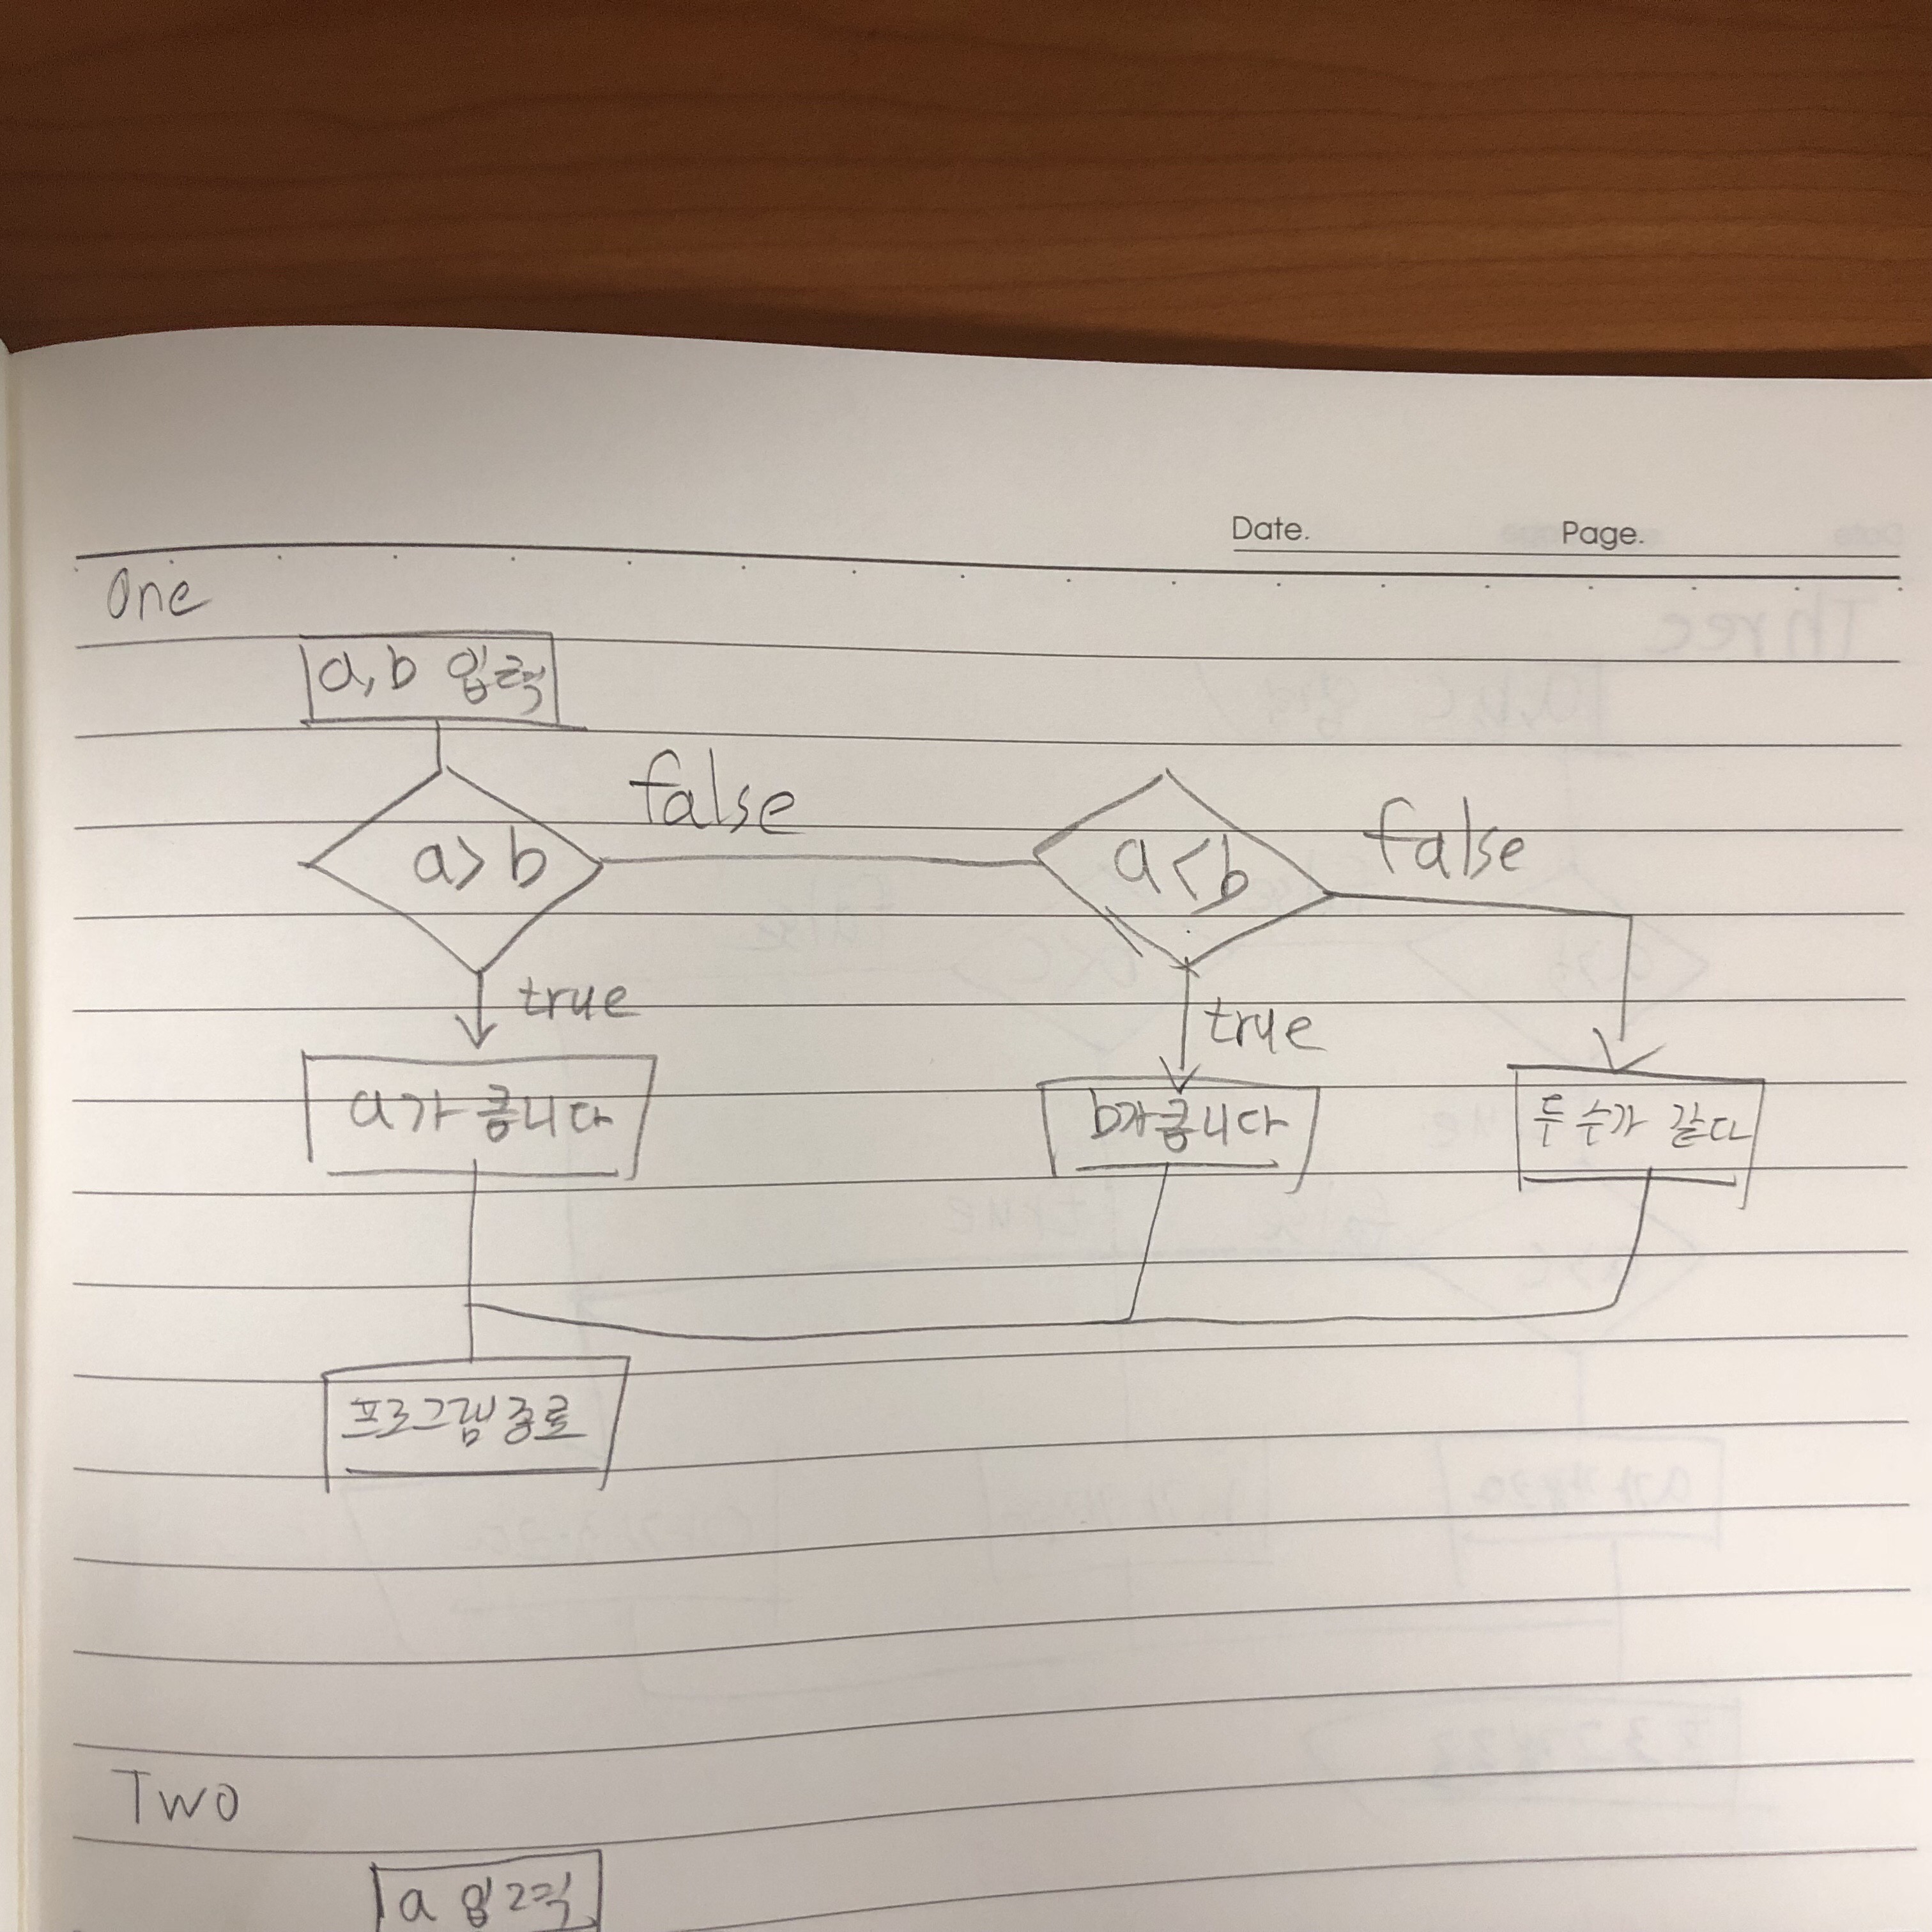 Date. Page.
One
a, b 입력
false
false
a>b
a<b
true
true
a가 큽니다
b가 큽니다
두 수가 같다
프로그램 종료
Two
a 입력